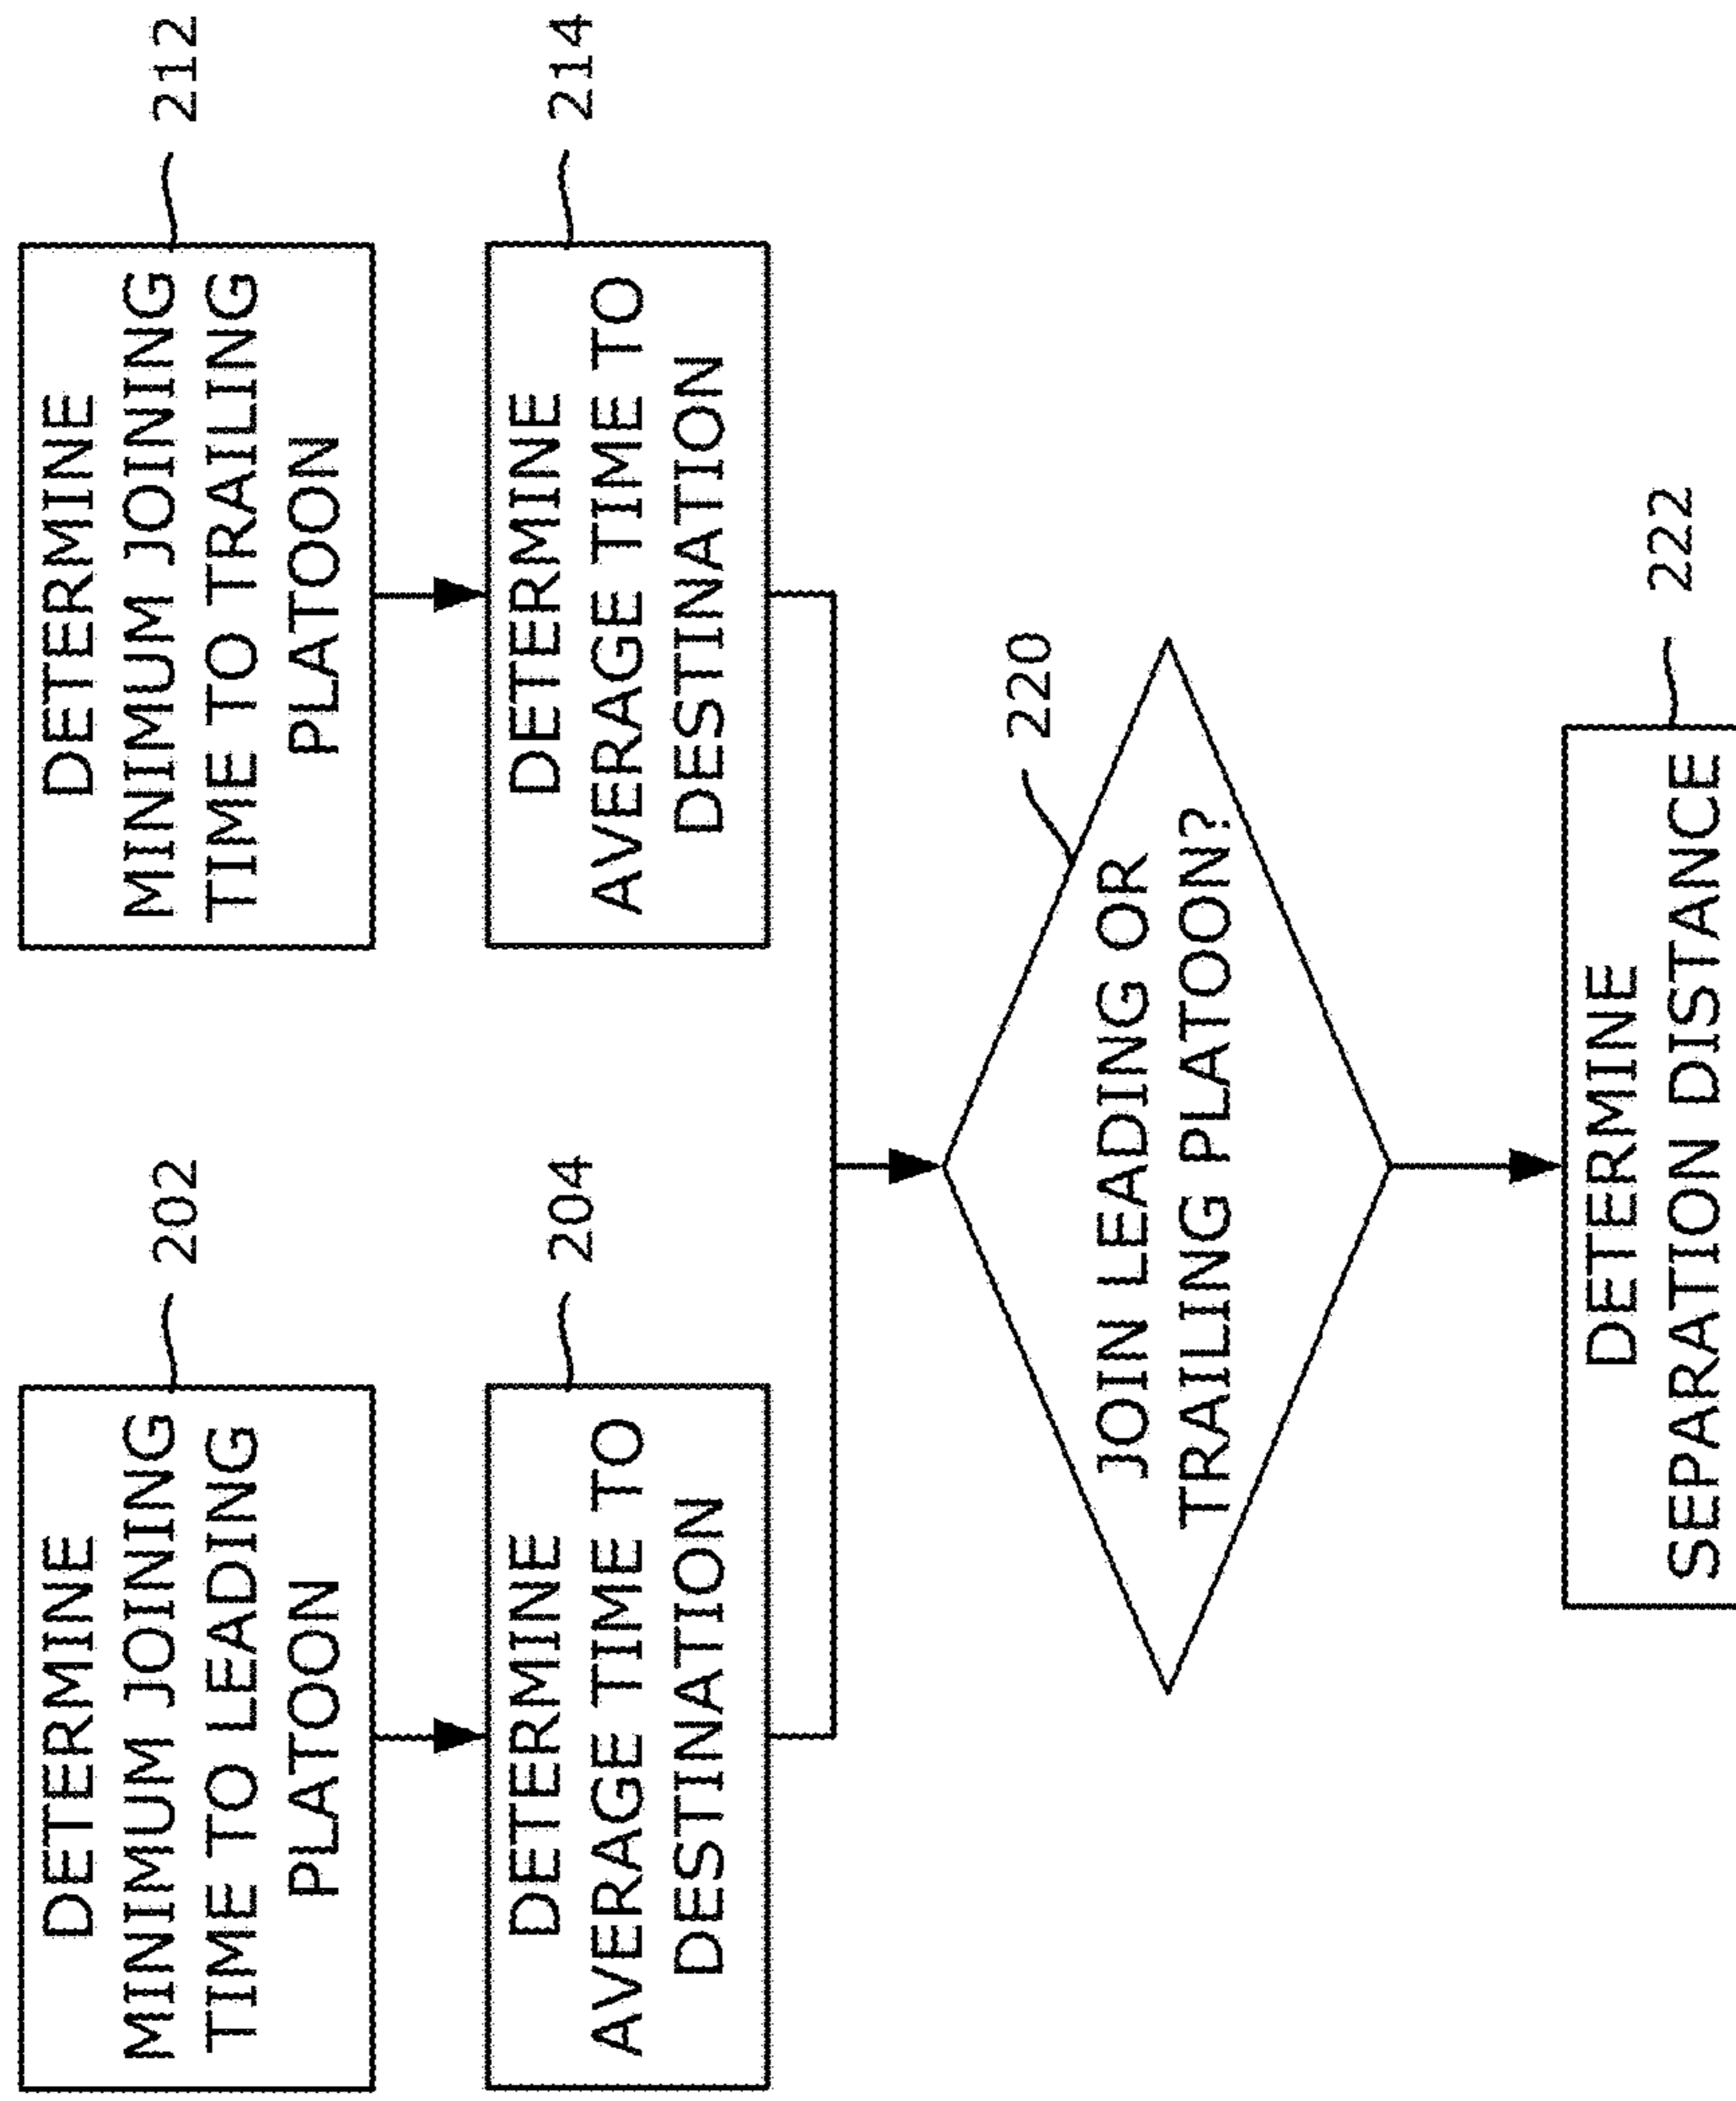 DETERMINE
MINIMUM JOINING
TIME TO LEADING
PLATOON
202
DETERMINE
AVERAGE TIME TO
DESTINATION
204
DETERMINE
MINIMUM JOINING
TIME TO TRAILING
PLATOON
212
DETERMINE
AVERAGE TIME TO
DESTINATION
214
JOIN LEADING OR
TRAILING PLATOON?
220
DETERMINE
SEPARATION DISTANCE
222